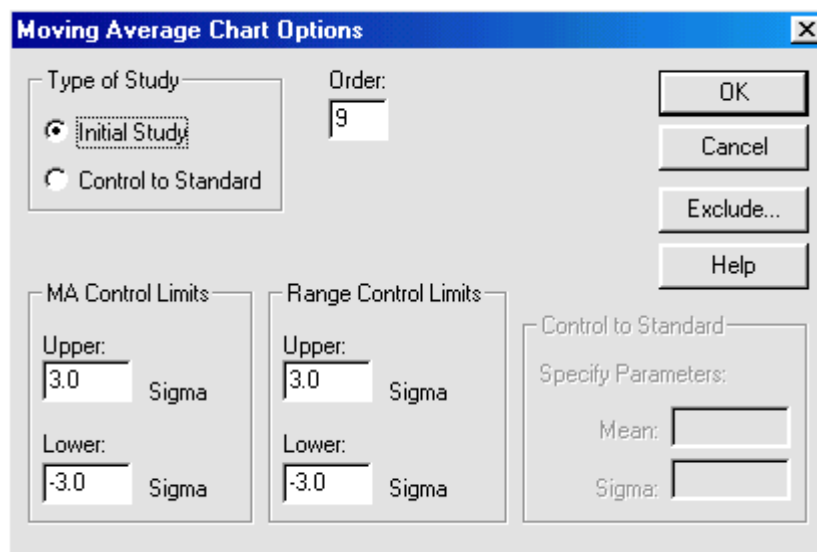 Moving Average Chart Options
Type of Study
Initial Study
Control to Standard
Order:
9
OK
Cancel
Exclude...
Help
MA Control Limits
Upper:
3.0 Sigma
Lower:
-3.0 Sigma
Range Control Limits
Upper:
3.0 Sigma
Lower:
-3.0 Sigma
Control to Standard
Specify Parameters:
Mean:
Sigma: